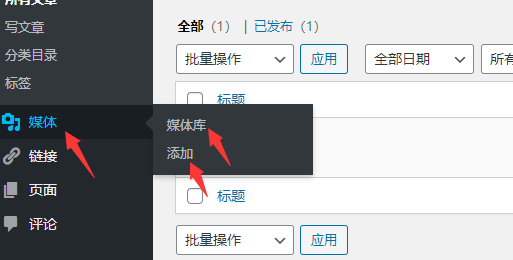 所有文章
写文章
分类目录
标签
媒体
链接
页面
评论
媒体库
添加
全部 (1) | 已发布 (1)
批量操作 应用 全部日期 所有
标题
标题
批量操作 应用